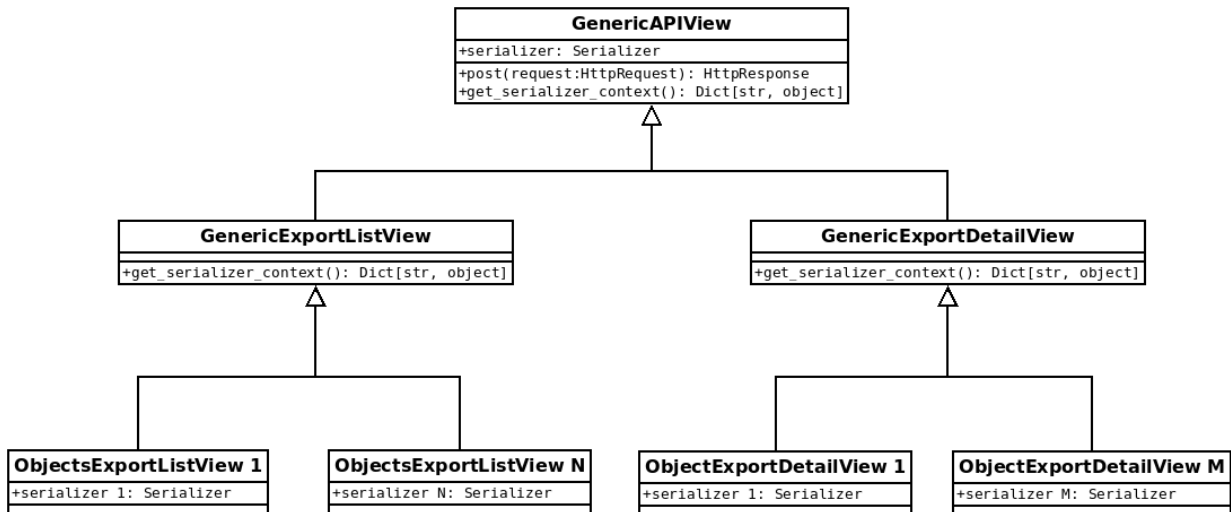 GenericAPIView
+serializer: Serializer
+post(request:HttpRequest): HttpResponse
+get_serializer_context(): Dict[str, object]
GenericExportListView
+get_serializer_context(): Dict[str, object]
GenericExportDetailView
+get_serializer_context(): Dict[str, object]
ObjectsExportListView 1
+serializer 1: Serializer
ObjectsExportListView N
+serializer N: Serializer
ObjectExportDetailView 1
+serializer 1: Serializer
ObjectExportDetailView M
+serializer M: Serializer